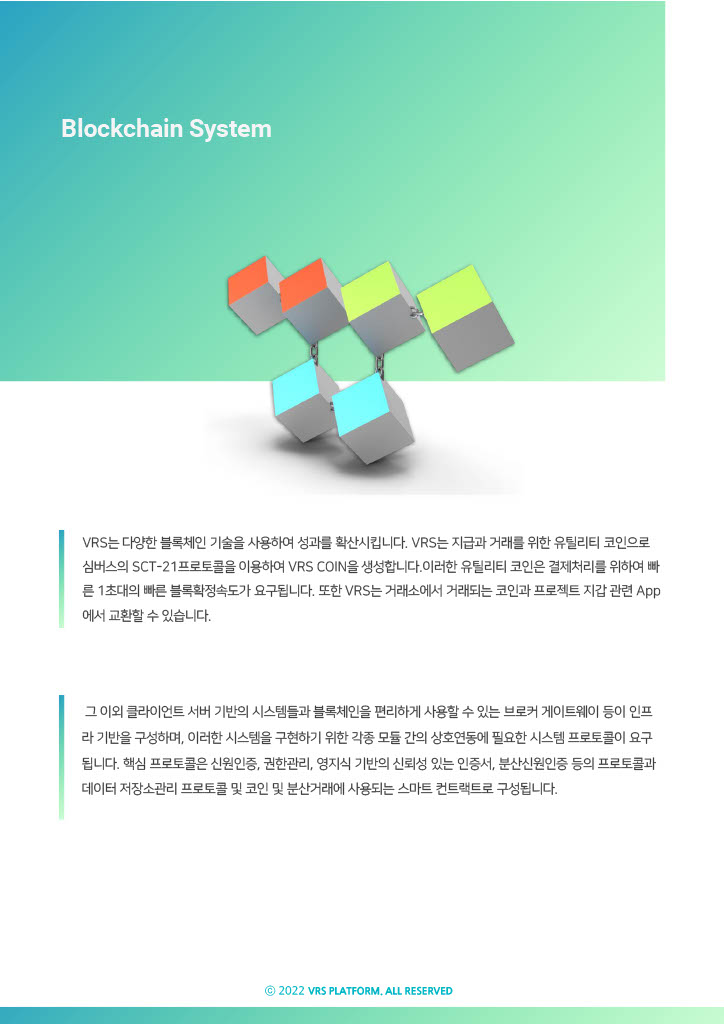 Blockchain System
VRS는 다양한 블록체인 기술을 사용하여 성과를 확산시킵니다. VRS는 지급과 거래를 위한 유틸리티 코인으로
심버스의 SCT-21프로토콜을 이용하여 VRS COIN을 생성합니다.이러한 유틸리티 코인은 결제처리를 위하여 빠
른 1초대의 빠른 블록확정속도가 요구됩니다. 또한 VRS는 거래소에서 거래되는 코인과 프로젝트 지갑 관련 App
에서 교환할 수 있습니다.
그 이외 클라이언트 서버 기반의 시스템들과 블록체인을 편리하게 사용할 수 있는 브로커 게이트웨이 등이 인프
라 기반을 구성하며, 이러한 시스템을 구현하기 위한 각종 모듈 간의 상호연동에 필요한 시스템 프로토콜이 요구
됩니다. 핵심 프로토콜은 신원인증, 권한관리, 영지식 기반의 신뢰성 있는 인증서, 분산신원인증 등의 프로토콜과
데이터 저장소관리 프로토콜 및 코인 및 분산거래에 사용되는 스마트 컨트랙트로 구성됩니다.
ⓒ 2022 VRS PLATFORM. ALL RESERVED